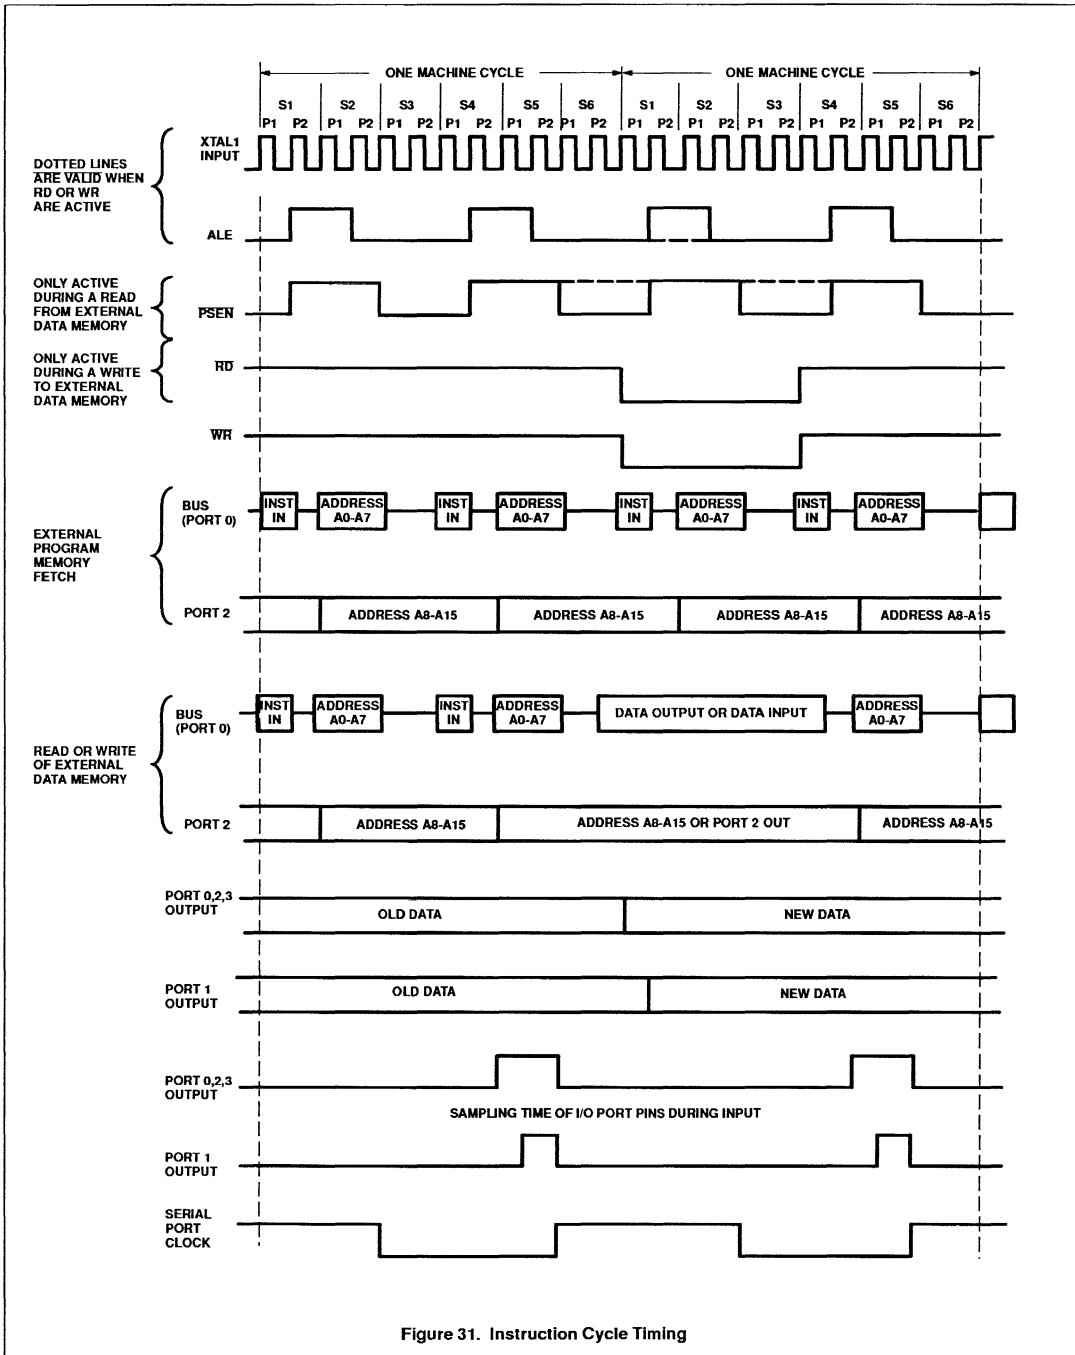 ONE MACHINE CYCLE ONE MACHINE CYCLE
S1 S2 S3 S4 S5 S6 S1 S2 S3 S4 S5 S6
P1 P2 P1 P2 P1 P2 P1 P2 P1 P2 P1 P2 P1 P2 P1 P2 P1 P2 P1 P2 P1 P2 P1 P2
XTAL1
INPUT
DOTTED LINES
ARE VALID WHEN
RD OR WR
ARE ACTIVE
ALE
ONLY ACTIVE
DURING A READ
FROM EXTERNAL
DATA MEMORY
PSEN
ONLY ACTIVE
DURING A WRITE
TO EXTERNAL
DATA MEMORY
RD
WR
EXTERNAL
PROGRAM
MEMORY
FETCH
BUS
(PORT 0)
INST
IN
ADDRESS
A0-A7
INST
IN
ADDRESS
A0-A7
INST
IN
ADDRESS
A0-A7
INST
IN
ADDRESS
A0-A7
PORT 2
ADDRESS A8-A15 ADDRESS A8-A15 ADDRESS A8-A15 ADDRESS A8-A15
READ OR WRITE
OF EXTERNAL
DATA MEMORY
BUS
(PORT 0)
INST
IN
ADDRESS
A0-A7
INST
IN
ADDRESS
A0-A7
DATA OUTPUT OR DATA INPUT
ADDRESS
A0-A7
PORT 2
ADDRESS A8-A15 ADDRESS A8-A15 OR PORT 2 OUT ADDRESS A8-A15
PORT 0,2,3
OUTPUT
OLD DATA NEW DATA
PORT 1
OUTPUT
OLD DATA NEW DATA
PORT 0,2,3
OUTPUT
SAMPLING TIME OF I/O PORT PINS DURING INPUT
PORT 1
OUTPUT
SERIAL
PORT
CLOCK
Figure 31. Instruction Cycle Timing